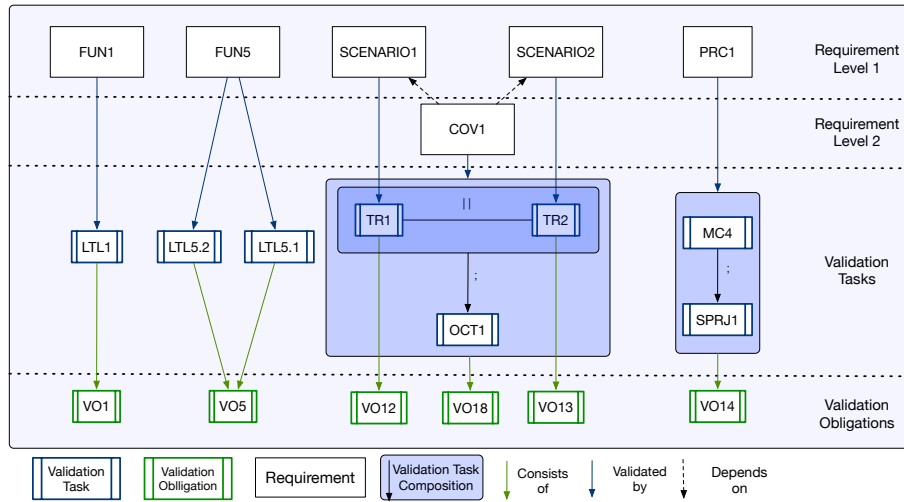 FUN1
FUN5
SCENARIO1
SCENARIO2
PRC1
Requirement
Level 1
COV1
Requirement
Level 2
||
TR1
TR2
LTL1
LTL5.2
LTL5.1
MC4
;
;
Validation
Tasks
OCT1
SPRJ1
VO1
VO5
VO12
VO18
VO13
VO14
Validation
Obligations
Validation
Task
Validation
Oblligation
Requirement
Validation Task
Composition
Consists
of
Validated
by
Depends
on